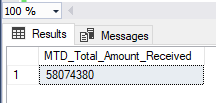 100 %
Results Messages
MTD_Total_Amount_Received
1 58074380